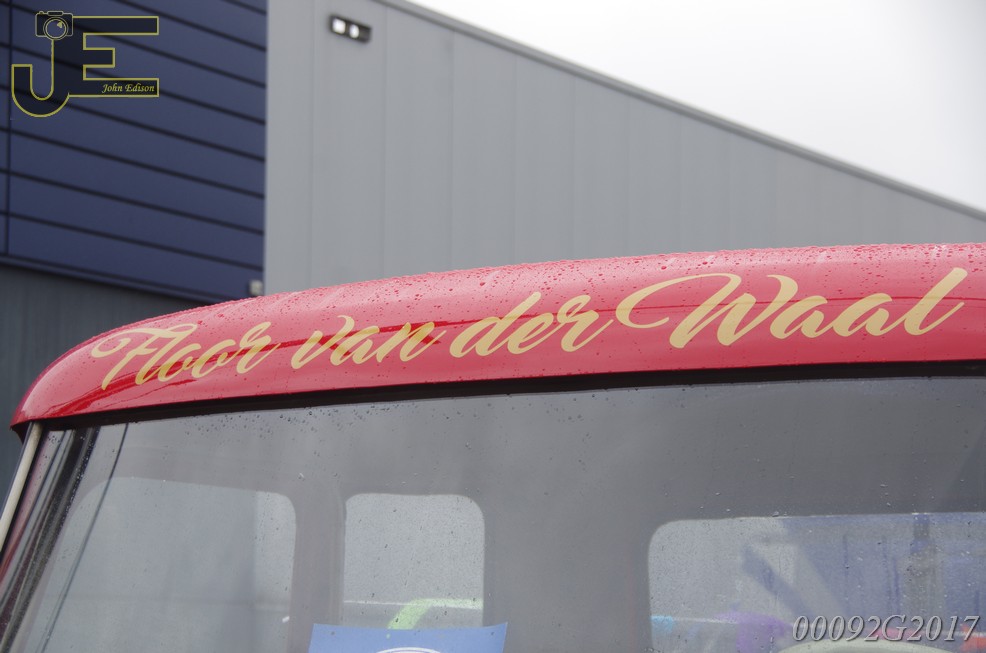 JE
John Edison
Floor van der Waal
00092G2017